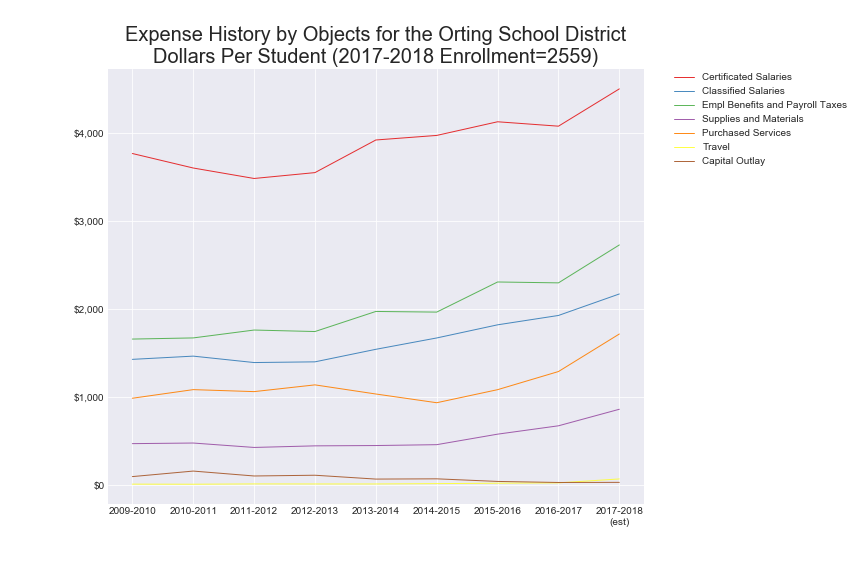 Expense History by Objects for the Orting School District
Dollars Per Student (2017-2018 Enrollment=2559)
Certificated Salaries
Classified Salaries
Empl Benefits and Payroll Taxes
Supplies and Materials
Purchased Services
Travel
Capital Outlay
$4,000
$3,000
$2,000
$1,000
$0
2009-2010 2010-2011 2011-2012 2012-2013 2013-2014 2014-2015 2015-2016 2016-2017 2017-2018
(est)